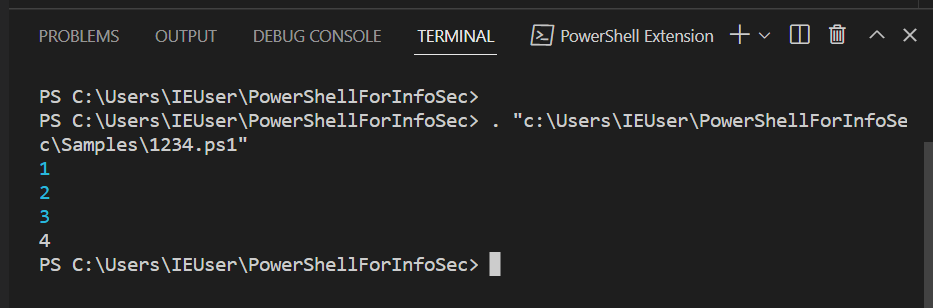 PROBLEMS OUTPUT DEBUG CONSOLE TERMINAL PowerShell Extension
PS C:\Users\IEUser\PowerShellForInfoSec>
PS C:\Users\IEUser\PowerShellForInfoSec> . "c:\Users\IEUser\PowerShellForInfoSe
c\Samples\1234.ps1"
1
2
3
4
PS C:\Users\IEUser\PowerShellForInfoSec>